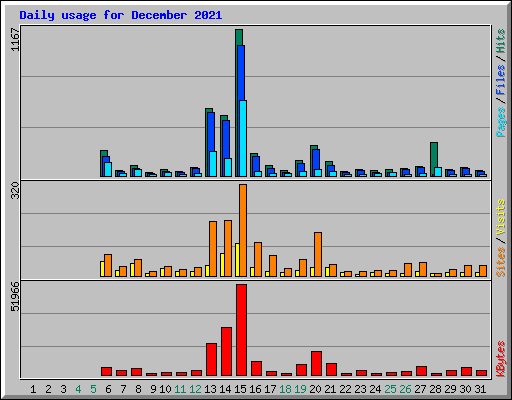 Daily usage for December 2021
1167
Pages/Files/Hits
320
Sites/Visits
51966
KBytes
1 2 3 4 5 6 7 8 9 10 11 12 13 14 15 16 17 18 19 20 21 22 23 24 25 26 27 28 29 30 31